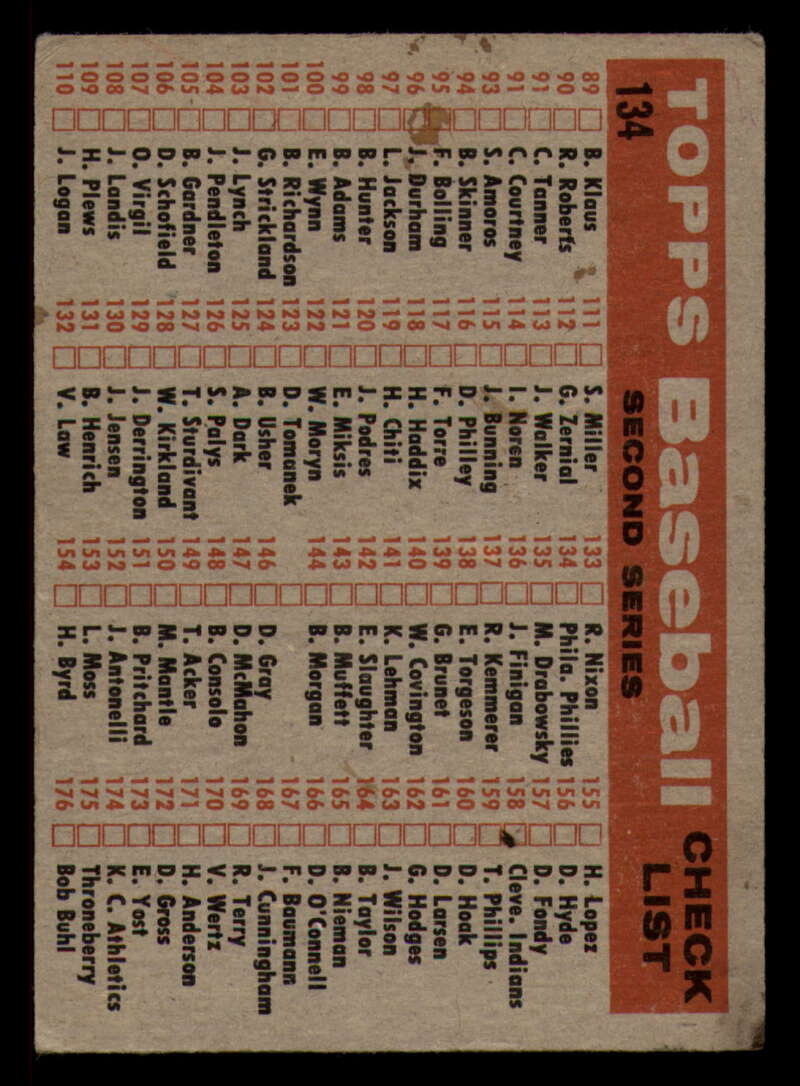 TOPPS Baseball CHECK LIST
134 SECOND SERIES
89 B. Klaus
90 R. Roberts
91 C. Tanner
92 C. Courtney
93 S. Amoros
94 B. Skinner
95 F. Bolling
96 J. Durham
97 L. Jackson
98 B. Hunter
99 B. Adams
100 E. Wynn
101 B. Richardson
102 G. Strickland
103 J. Lynch
104 J. Pendleton
105 B. Gardner
106 D. Schofield
107 O. Virgil
108 J. Landis
109 H. Plews
110 J. Logan
111 S. Miller
112 G. Zernial
113 J. Walker
114 I. Noren
115 J. Bunning
116 D. Philley
117 F. Torre
118 H. Haddix
119 H. Chiti
120 J. Podres
121 E. Miksis
122 W. Moryn
123 D. Tomanek
124 B. Usher
125 A. Dark
126 S. Palys
127 T. Sturdivant
128 W. Kirkland
129 J. Derrington
130 J. Jensen
131 B. Henrich
132 V. Law
133 R. Nixon
134 Phila. Phillies
135 M. Drabowsky
136 J. Finigan
137 R. Kemmerer
138 E. Torgeson
139 G. Brunet
140 W. Covington
141 K. Lehman
142 E. Slaughter
143 B. Muffett
144 B. Morgan
146 D. Gray
147 D. McMahon
148 B. Consolo
149 T. Acker
150 M. Mantle
151 B. Pritchard
152 J. Antonelli
153 L. Moss
154 H. Byrd
155 H. Lopez
156 D. Hyde
157 D. Fondy
158 Cleve. Indians
159 T. Phillips
160 D. Hoak
161 D. Larsen
162 G. Hodges
163 J. Wilson
164 B. Taylor
165 B. Nieman
166 D. O'Connell
167 F. Baumann
168 J. Cunningham
169 R. Terry
170 V. Wertz
171 H. Anderson
172 D. Gross
173 E. Yost
174 K. C. Athletics
175 Throneberry
176 Bob Buhl